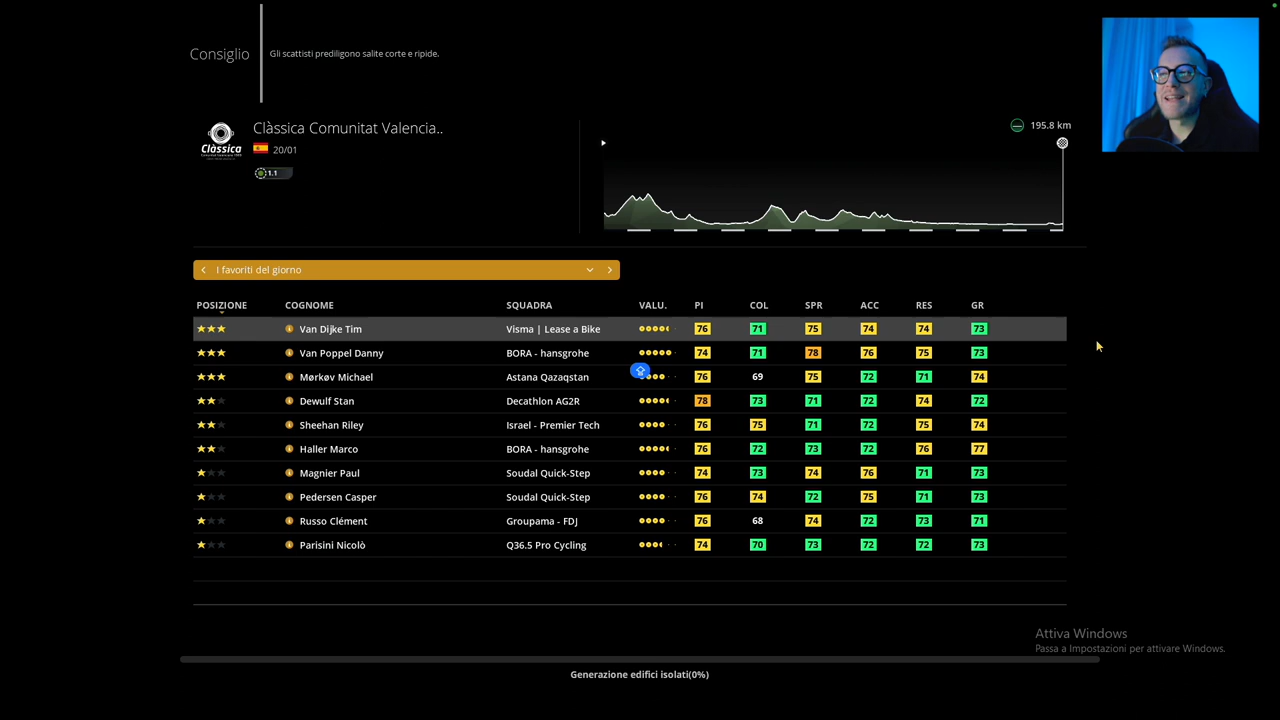 Consiglio
Gli scattisti prediligono salite corte e ripide.
Clàssica
Clàssica Comunitat Valencia..
20/01
1.1
195.8 km
I favoriti del giorno
POSIZIONE COGNOME SQUADRA VALU. PI COL SPR ACC RES GR
Van Dijke Tim Visma | Lease a Bike 76 71 75 74 74 73
Van Poppel Danny BORA - hansgrohe 74 71 78 76 75 73
Mørkøv Michael Astana Qazaqstan 76 69 75 72 71 74
Dewulf Stan Decathlon AG2R 78 73 71 72 74 72
Sheehan Riley Israel - Premier Tech 76 75 71 72 75 74
Haller Marco BORA - hansgrohe 76 72 73 72 76 77
Magnier Paul Soudal Quick-Step 74 73 74 76 71 73
Pedersen Casper Soudal Quick-Step 76 74 72 75 71 73
Russo Clément Groupama - FDJ 76 68 74 72 73 71
Parisini Nicolò Q36.5 Pro Cycling 74 70 73 72 72 73
Attiva Windows
Passa a Impostazioni per attivare Windows.
Generazione edifici isolati(0%)